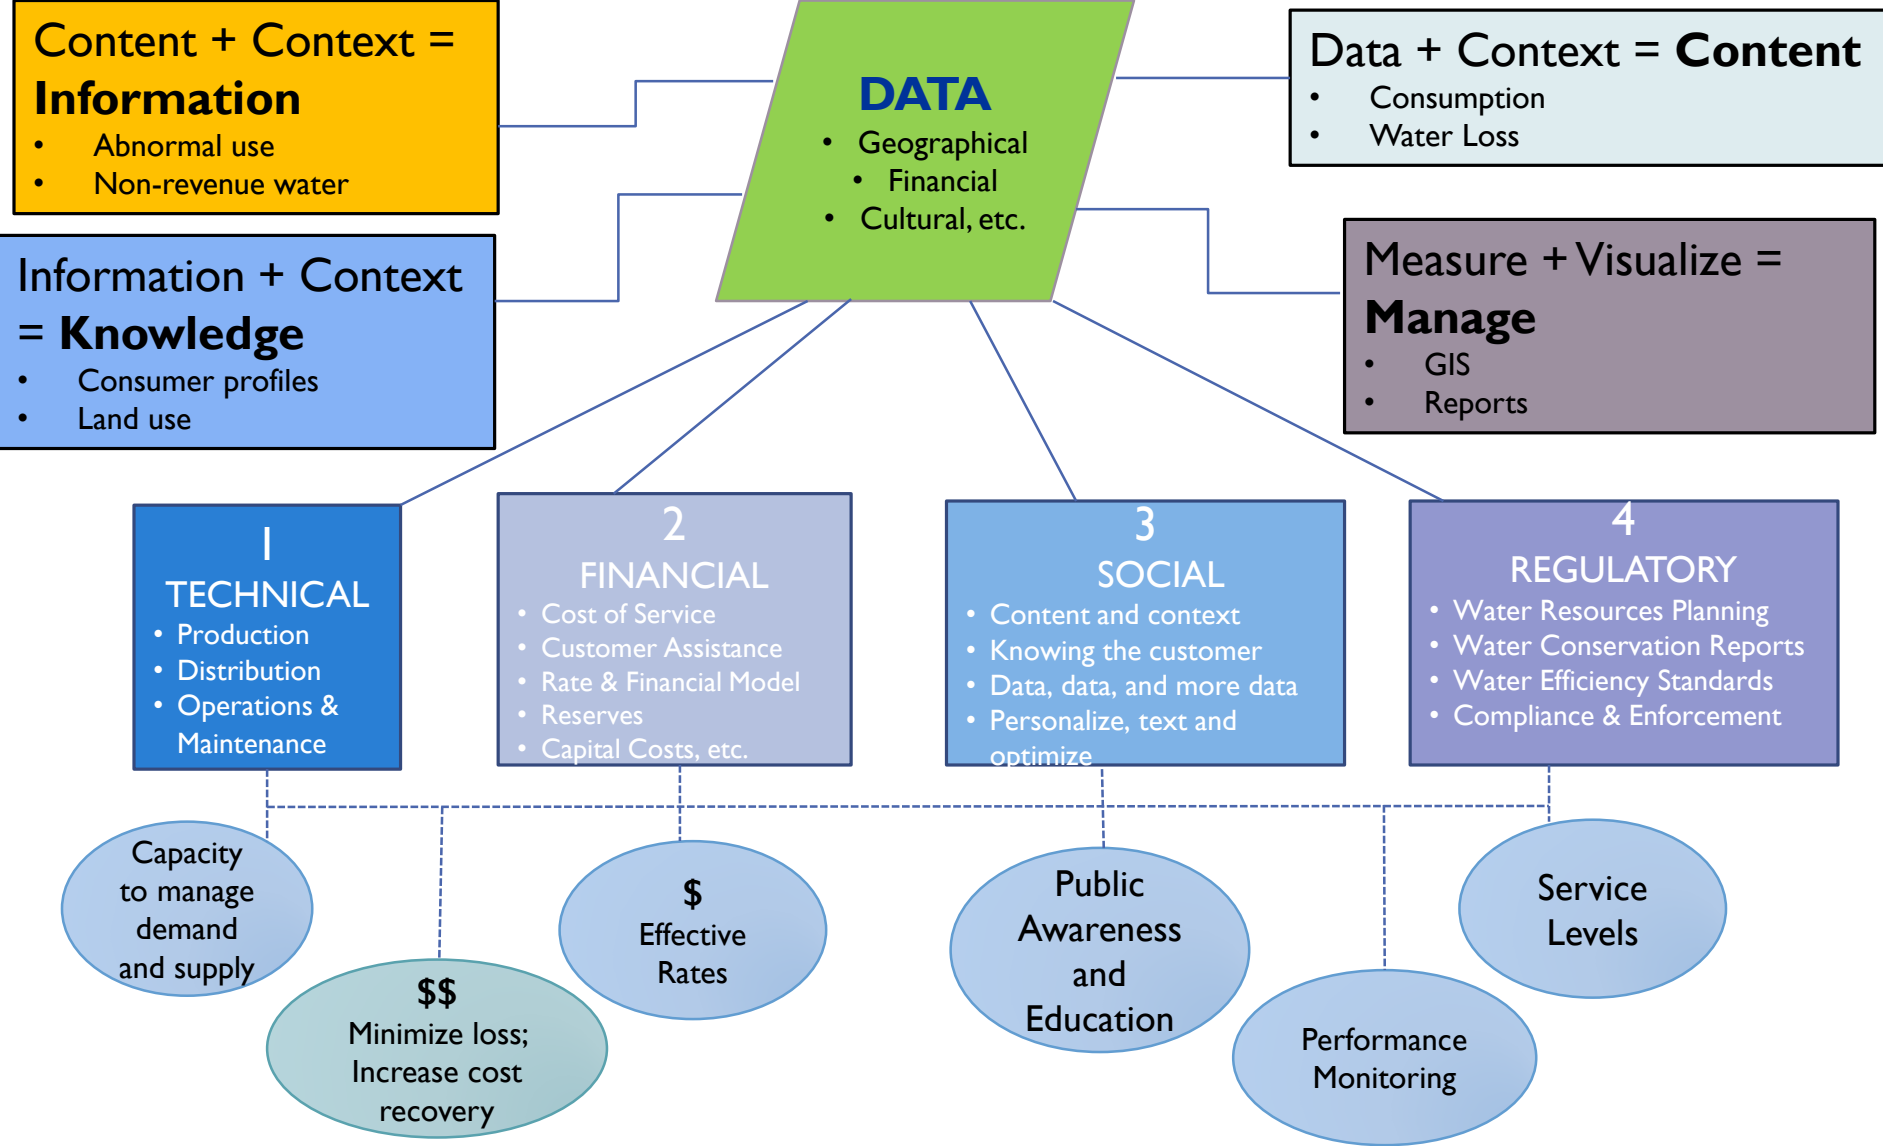 Content + Context =
Information
• Abnormal use
• Non-revenue water
DATA
• Geographical
• Financial
• Cultural, etc.
Data + Context = Content
• Consumption
• Water Loss
Information + Context
= Knowledge
• Consumer profiles
• Land use
Measure + Visualize =
Manage
• GIS
• Reports
1
TECHNICAL
• Production
• Distribution
• Operations &
Maintenance
2
FINANCIAL
• Cost of Service
• Customer Assistance
• Rate & Financial Model
• Reserves
• Capital Costs, etc.
3
SOCIAL
• Content and context
• Knowing the customer
• Data, data, and more data
• Personalize, text and
optimize
4
REGULATORY
• Water Resources Planning
• Water Conservation Reports
• Water Efficiency Standards
• Compliance & Enforcement
Capacity
to manage
demand
and supply
$$
Minimize loss;
Increase cost
recovery
$
Effective
Rates
Public
Awareness
and
Education
Performance
Monitoring
Service
Levels